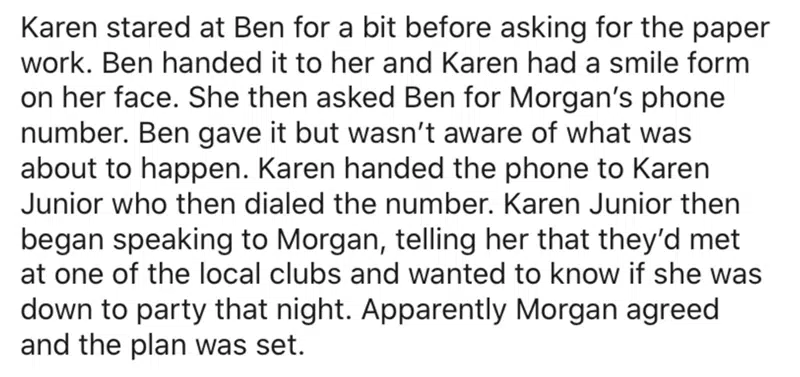 Karen stared at Ben for a bit before asking for the paper
work. Ben handed it to her and Karen had a smile form
on her face. She then asked Ben for Morgan’s phone
number. Ben gave it but wasn’t aware of what was
about to happen. Karen handed the phone to Karen
Junior who then dialed the number. Karen Junior then
began speaking to Morgan, telling her that they’d met
at one of the local clubs and wanted to know if she was
down to party that night. Apparently Morgan agreed
and the plan was set.